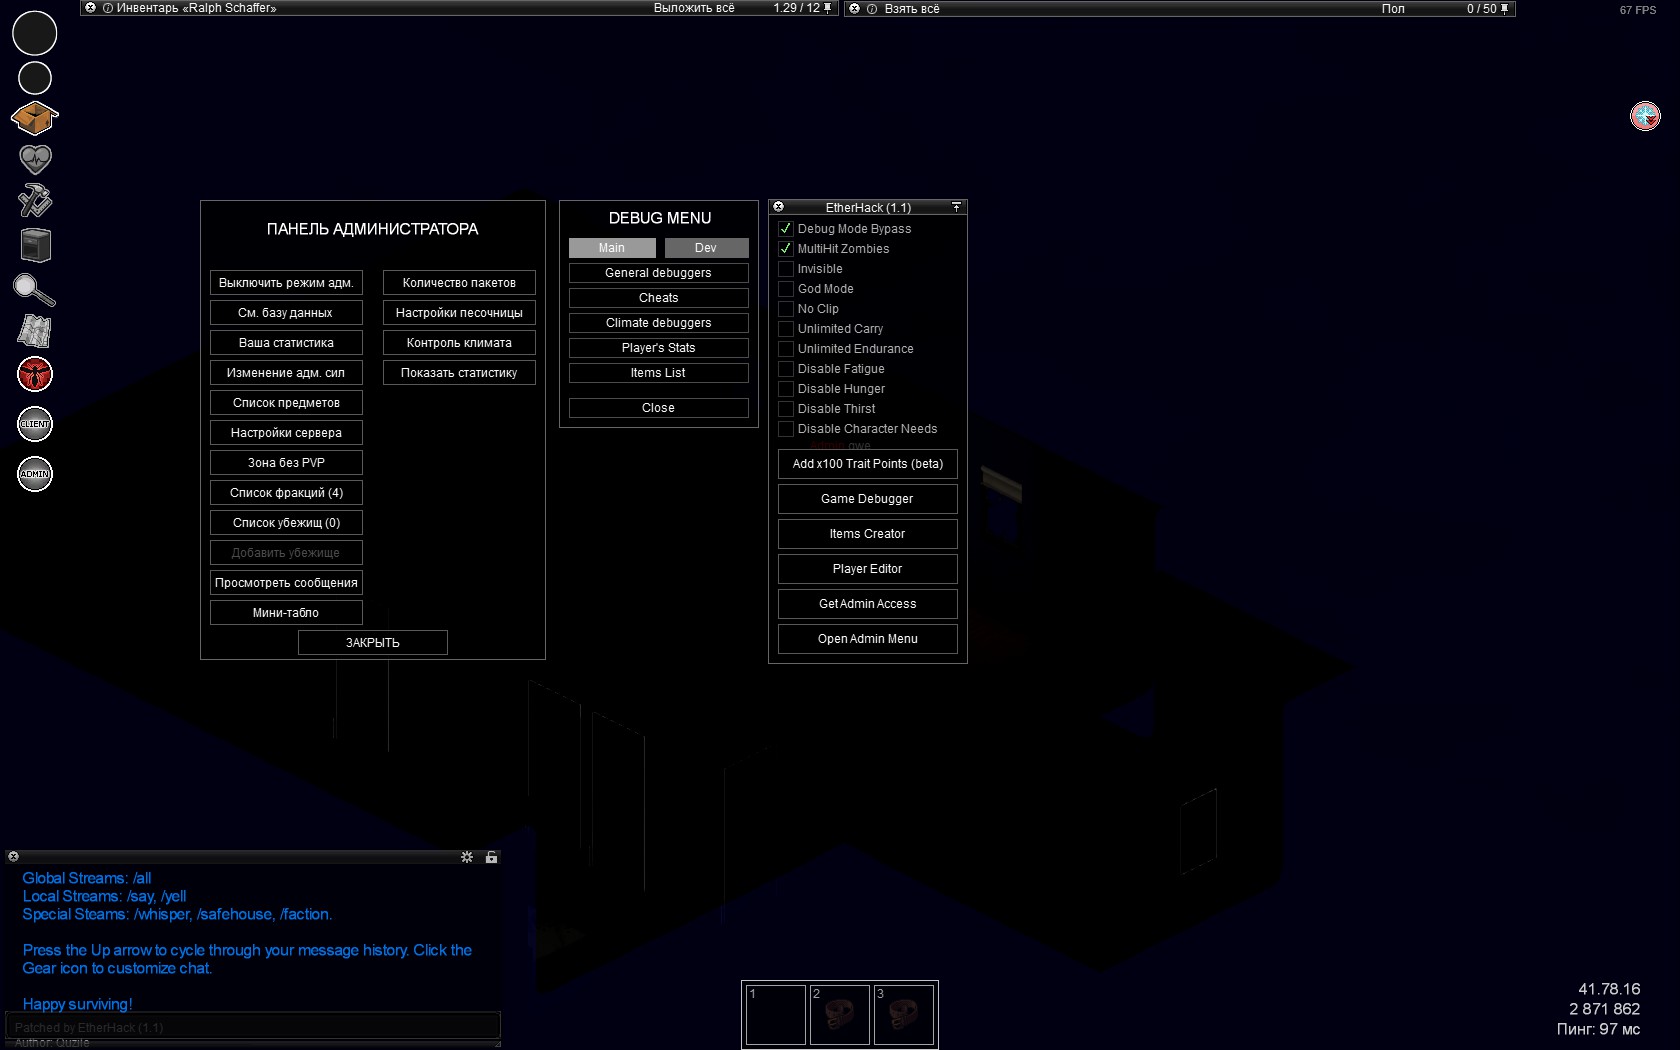 Инвентарь «Ralph Schaffer» Выложить всё 1.29 / 12
Взять всё Пол 0 / 50
67 FPS
CLIENT
ADMIN
ПАНЕЛЬ АДМИНИСТРАТОРА
Выключить режим адм.
См. базу данных
Ваша статистика
Изменение адм. сил
Список предметов
Настройки сервера
Зона без PVP
Список фракций (4)
Список убежищ (0)
Добавить убежище
Просмотреть сообщения
Мини-табло
Количество пакетов
Настройки песочницы
Контроль климата
Показать статистику
ЗАКРЫТЬ
DEBUG MENU
Main Dev
General debuggers
Cheats
Climate debuggers
Player's Stats
Items List
Close
EtherHack (1.1)
Debug Mode Bypass
MultiHit Zombies
Invisible
God Mode
No Clip
Unlimited Carry
Unlimited Endurance
Disable Fatigue
Disable Hunger
Disable Thirst
Disable Character Needs
Admin qwe
Add x100 Trait Points (beta)
Game Debugger
Items Creator
Player Editor
Get Admin Access
Open Admin Menu
Global Streams: /all
Local Streams: /say, /yell
Special Steams: /whisper, /safehouse, /faction.
Press the Up arrow to cycle through your message history. Click the
Gear icon to customize chat.
Happy surviving!
Patched by EtherHack (1.1)
Author: Quzile
1
2
3
41.78.16
2 871 862
Пинг: 97 мс